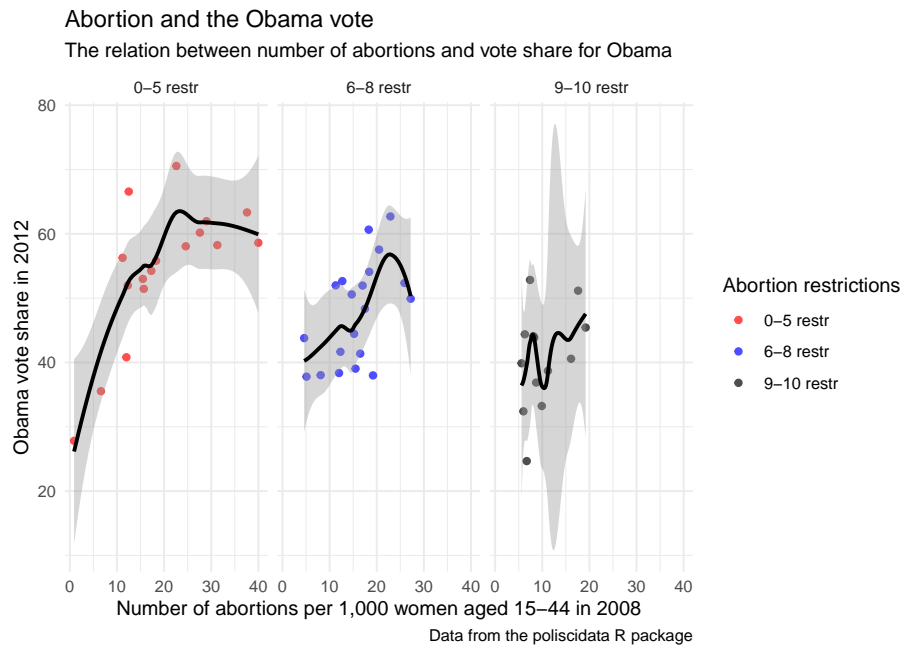 Abortion and the Obama vote
The relation between number of abortions and vote share for Obama
0−5 restr
6−8 restr
9−10 restr
80
60
40
20
Obama vote share in 2012
0 10 20 30 40
0 10 20 30 40
0 10 20 30 40
Number of abortions per 1,000 women aged 15−44 in 2008
Data from the poliscidata R package
Abortion restrictions
0−5 restr
6−8 restr
9−10 restr